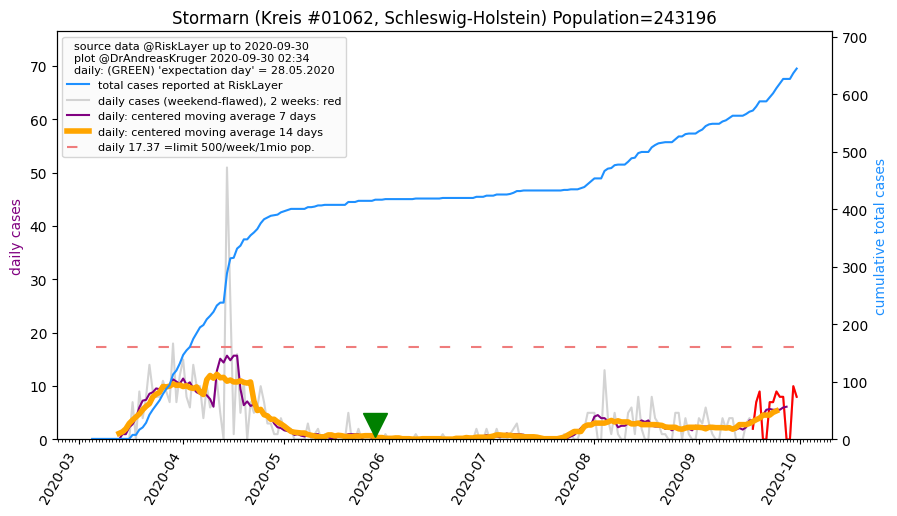 Stormarn (Kreis #01062, Schleswig-Holstein) Population=243196
source data @RiskLayer up to 2020-09-30
plot @DrAndreasKruger 2020-09-30 02:34
daily: (GREEN) 'expectation day' = 28.05.2020
total cases reported at RiskLayer
daily cases (weekend-flawed), 2 weeks: red
daily: centered moving average 7 days
daily: centered moving average 14 days
daily 17.37 =limit 500/week/1mio pop.
daily cases
70
60
50
40
30
20
10
0
cumulative total cases
700
600
500
400
300
200
100
0
2020-03
2020-04
2020-05
2020-06
2020-07
2020-08
2020-09
2020-10